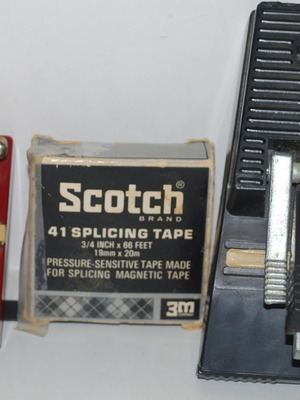 Scotch®
BRAND
41 SPLICING TAPE
3/4 INCH x 66 FEET
19mm x 20m
PRESSURE-SENSITIVE TAPE MADE
FOR SPLICING MAGNETIC TAPE
3M